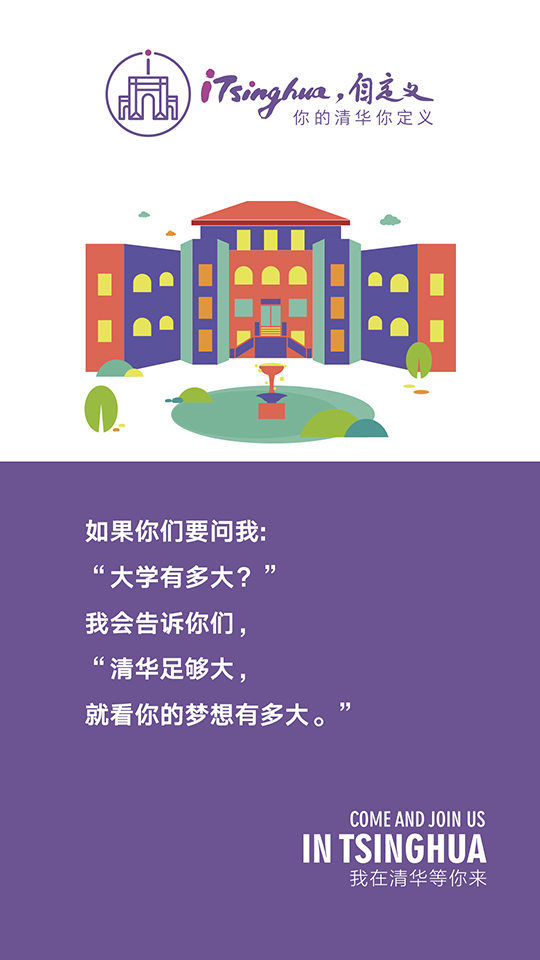 iTsinghua，自定义
你的清华你定义
如果你们要问我:
“大学有多大？”
我会告诉你们，
“清华足够大，
就看你的梦想有多大。”
COME AND JOIN US
IN TSINGHUA
我在清华等你来